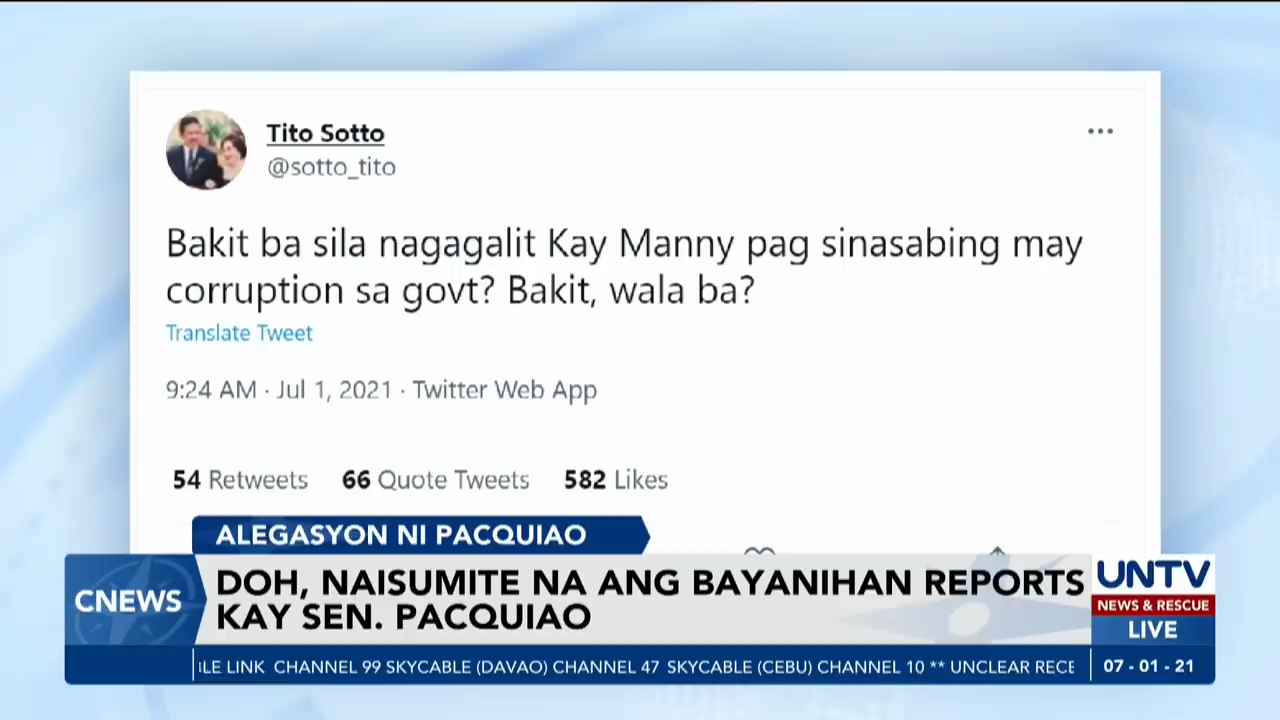 Tito Sotto
@sotto_tito
Bakit ba sila nagagalit Kay Manny pag sinasabing may
corruption sa govt? Bakit, wala ba?
Translate Tweet
9:24 AM · Jul 1, 2021 · Twitter Web App
54 Retweets 66 Quote Tweets 582 Likes
ALEGASYON NI PACQUIAO
CNEWS
DOH, NAISUMITE NA ANG BAYANIHAN REPORTS
KAY SEN. PACQUIAO
UNTV
NEWS & RESCUE
LIVE
LINK CHANNEL 99 SKYCABLE (DAVAO) CHANNEL 47 SKYCABLE (CEBU) CHANNEL 10 ** UNCLEAR
07 - 01 - 21